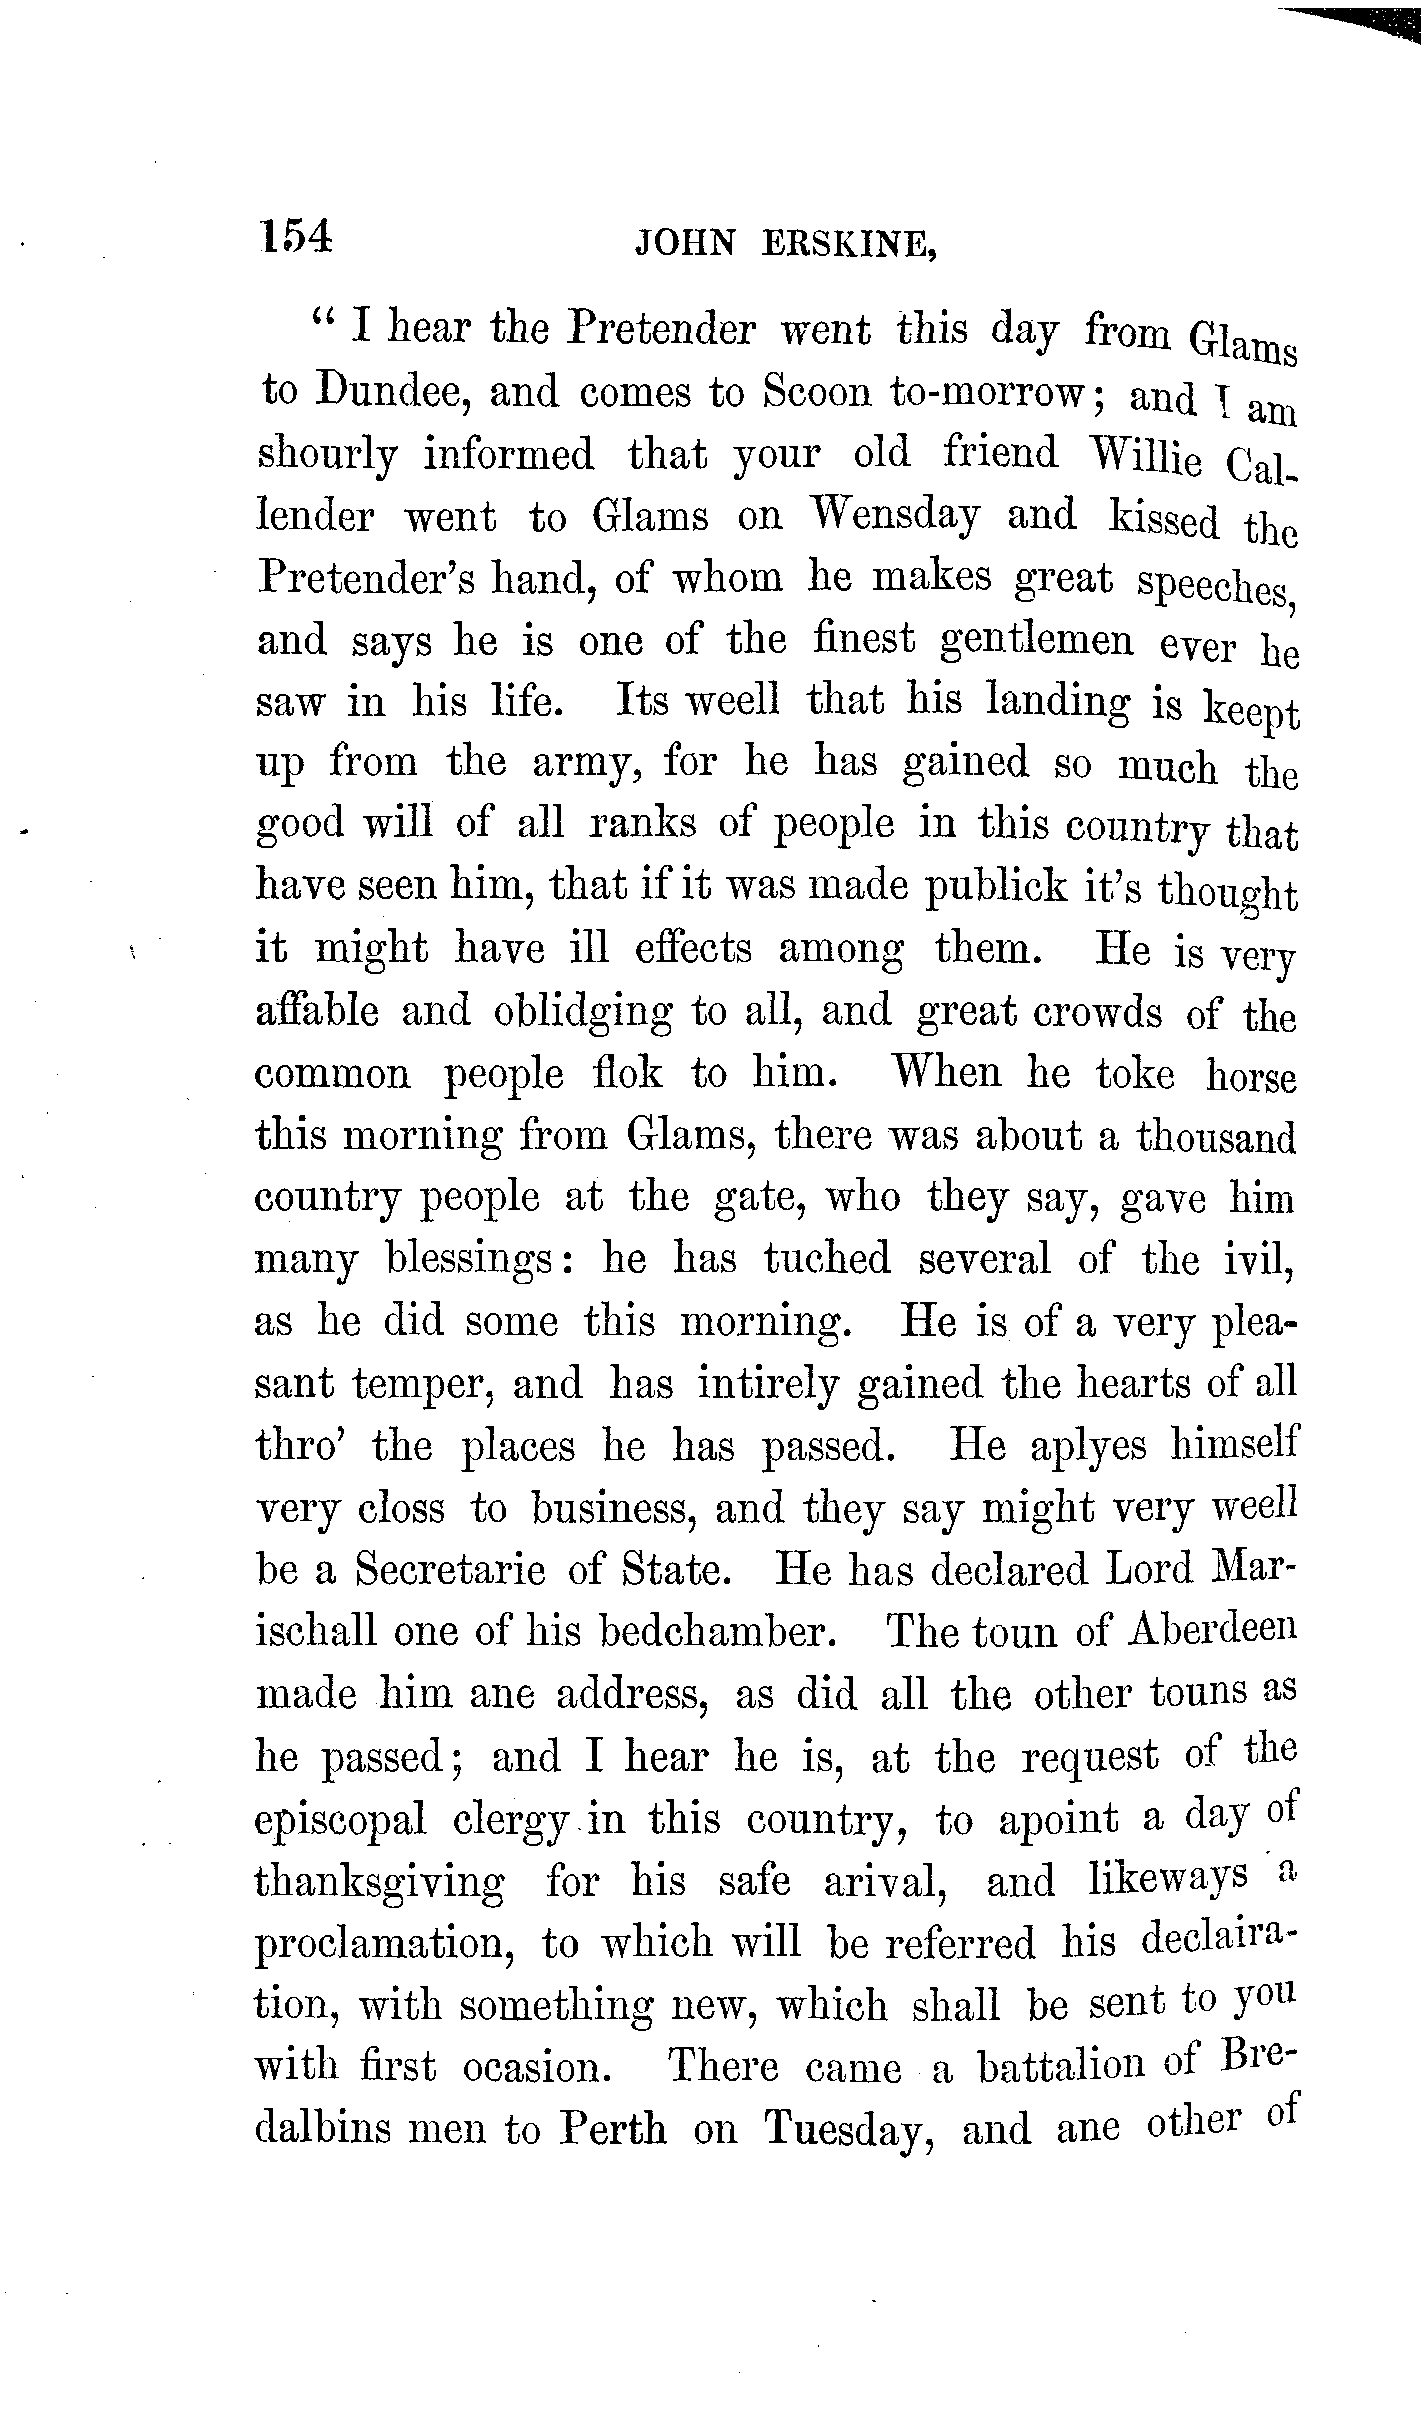 154 JOHN ERSKINE,
“ I hear the Pretender went this day from Glams
to Dundee, and comes to Scoon to-morrow; and I am
shourly informed that your old friend Willie Cal-
lender went to Glams on Wensday and kissed the
Pretender's hand, of whom he makes great speeches,
and says he is one of the finest gentlemen ever he
saw in his life. Its weell that his landing is keept
up from the army, for he has gained so much the
good will of all ranks of people in this country that
have seen him, that if it was made publick it's thought
it might have ill effects among them. He is very
affable and oblidging to all, and great crowds of the
common people flok to him. When he toke horse
this morning from Glams, there was about a thousand
country people at the gate, who they say, gave him
many blessings: he has tuched several of the ivil,
as he did some this morning. He is of a very plea-
sant temper, and has intirely gained the hearts of all
thro' the places he has passed. He aplyes himself
very closs to business, and they say might very weell
be a Secretarie of State. He has declared Lord Mar-
ischall one of his bedchamber. The toun of Aberdeen
made him ane address, as did all the other touns as
he passed; and I hear he is, at the request of the
episcopal clergy in this country, to apoint a day of
thanksgiving for his safe arival, and likeways a
proclamation, to which will be referred his declaira-
tion, with something new, which shall be sent to you
with first ocasion. There came a battalion of Bre-
dalbins men to Perth on Tuesday, and ane other of